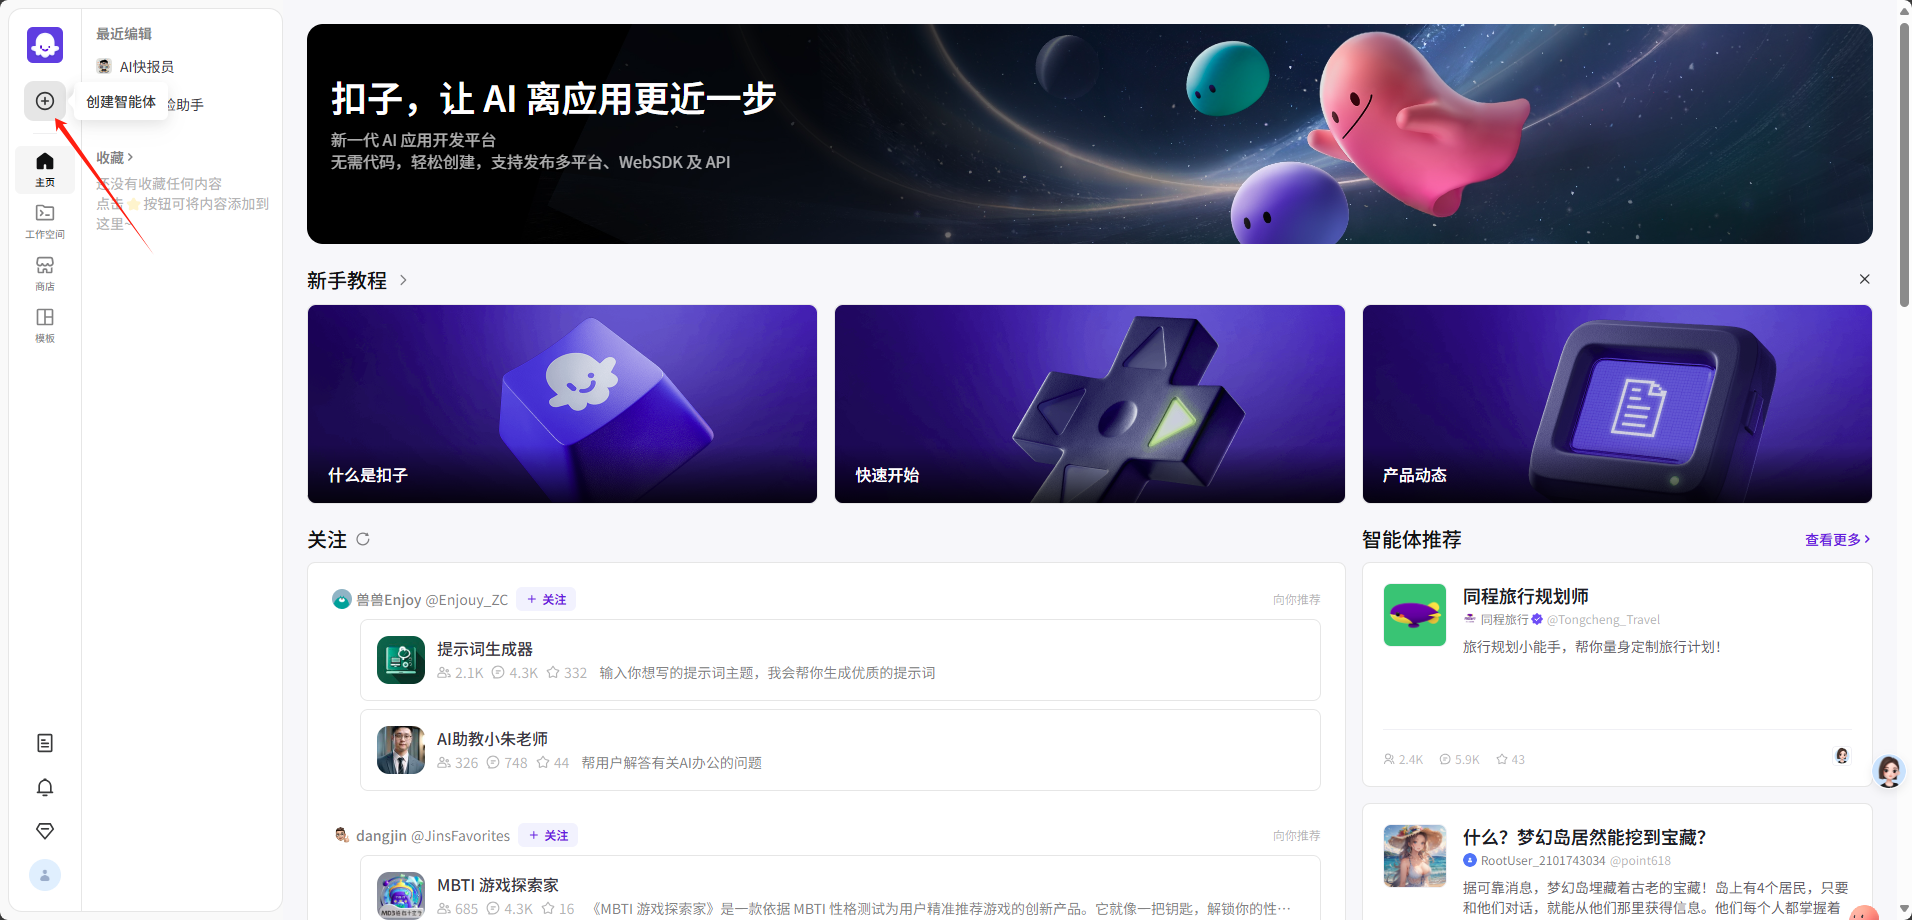 最近编辑
AI快报员
创建智能体
验助手
收藏
还没有收藏任何内容
点击⭐按钮可将内容添加到
这里~
主页
工作空间
商店
模板
扣子，让 AI 离应用更近一步
新一代 AI 应用开发平台
无需代码，轻松创建，支持发布多平台、WebSDK 及 API
新手教程
什么是扣子
快速开始
产品动态
关注
兽兽Enjoy @Enjouy_ZC + 关注 向你推荐
提示词生成器
2.1K 4.3K 332 输入你想写的提示词主题，我会帮你生成优质的提示词
AI助教小朱老师
326 748 44 帮用户解答有关AI办公的问题
dangjin @JinsFavorites + 关注 向你推荐
MBTI 游戏探索家
685 4.3K 16 《MBTI 游戏探索家》是一款依据 MBTI 性格测试为用户精准推荐游戏的创新产品。它就像一把钥匙，解锁你的性⋯
智能体推荐
查看更多
同程旅行规划师
同程旅行 @Tongcheng_Travel
旅行规划小能手，帮你量身定制旅行计划！
2.4K 5.9K 43
什么？梦幻岛居然能挖到宝藏？
RootUser_2101743034 @point618
据可靠消息，梦幻岛埋藏着古老的宝藏！岛上有4个居民，只要
和他们对话，就能从他们那里获得信息。他们每个人都掌握着